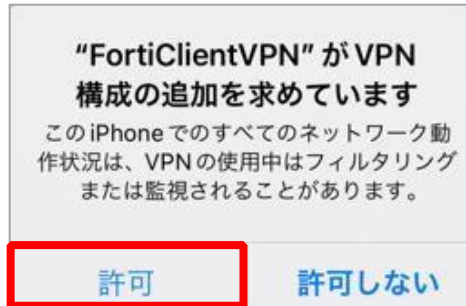 “FortiClientVPN” が VPN
構成の追加を求めています
この iPhone でのすべてのネットワーク動
作状況は、VPN の使用中はフィルタリング
または監視されることがあります。
許可
許可しない